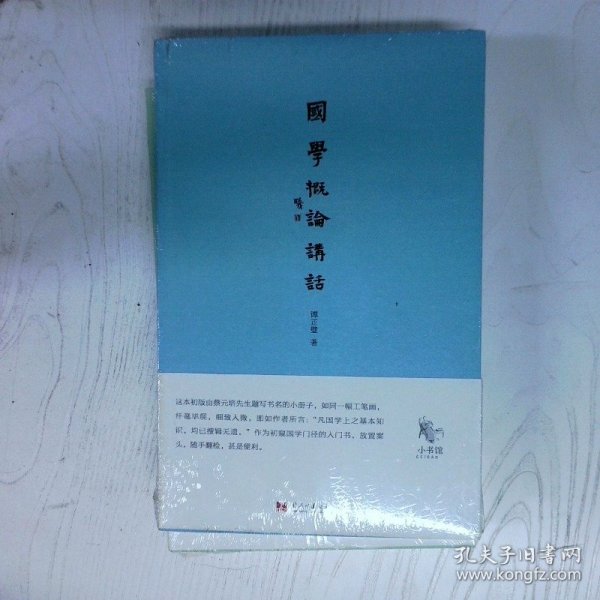 國學概論講話
谭正璧 著
这本初版由蔡元培先生题写书名的小册子，如同一幅工笔画，
纤毫毕现，细致入微，恰如作者所言：“凡国学上之基本知
识，均已搜辑无遗。”作为初窥国学门径的入门书，放置案
头，随手翻检，甚是便利。
小书馆
孔夫子旧书网
www.kongfz.com